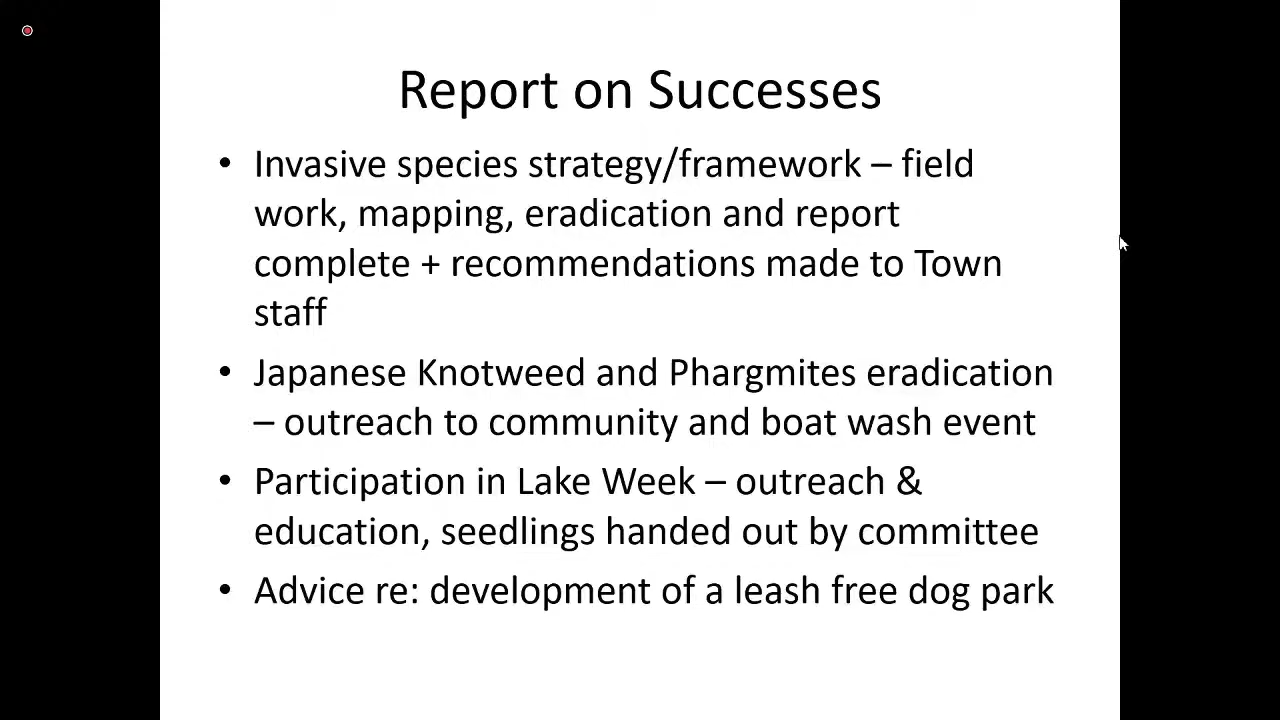 Report on Successes
• Invasive species strategy/framework – field
work, mapping, eradication and report
complete + recommendations made to Town
staff
• Japanese Knotweed and Phargmites eradication
– outreach to community and boat wash event
• Participation in Lake Week – outreach &
education, seedlings handed out by committee
• Advice re: development of a leash free dog park